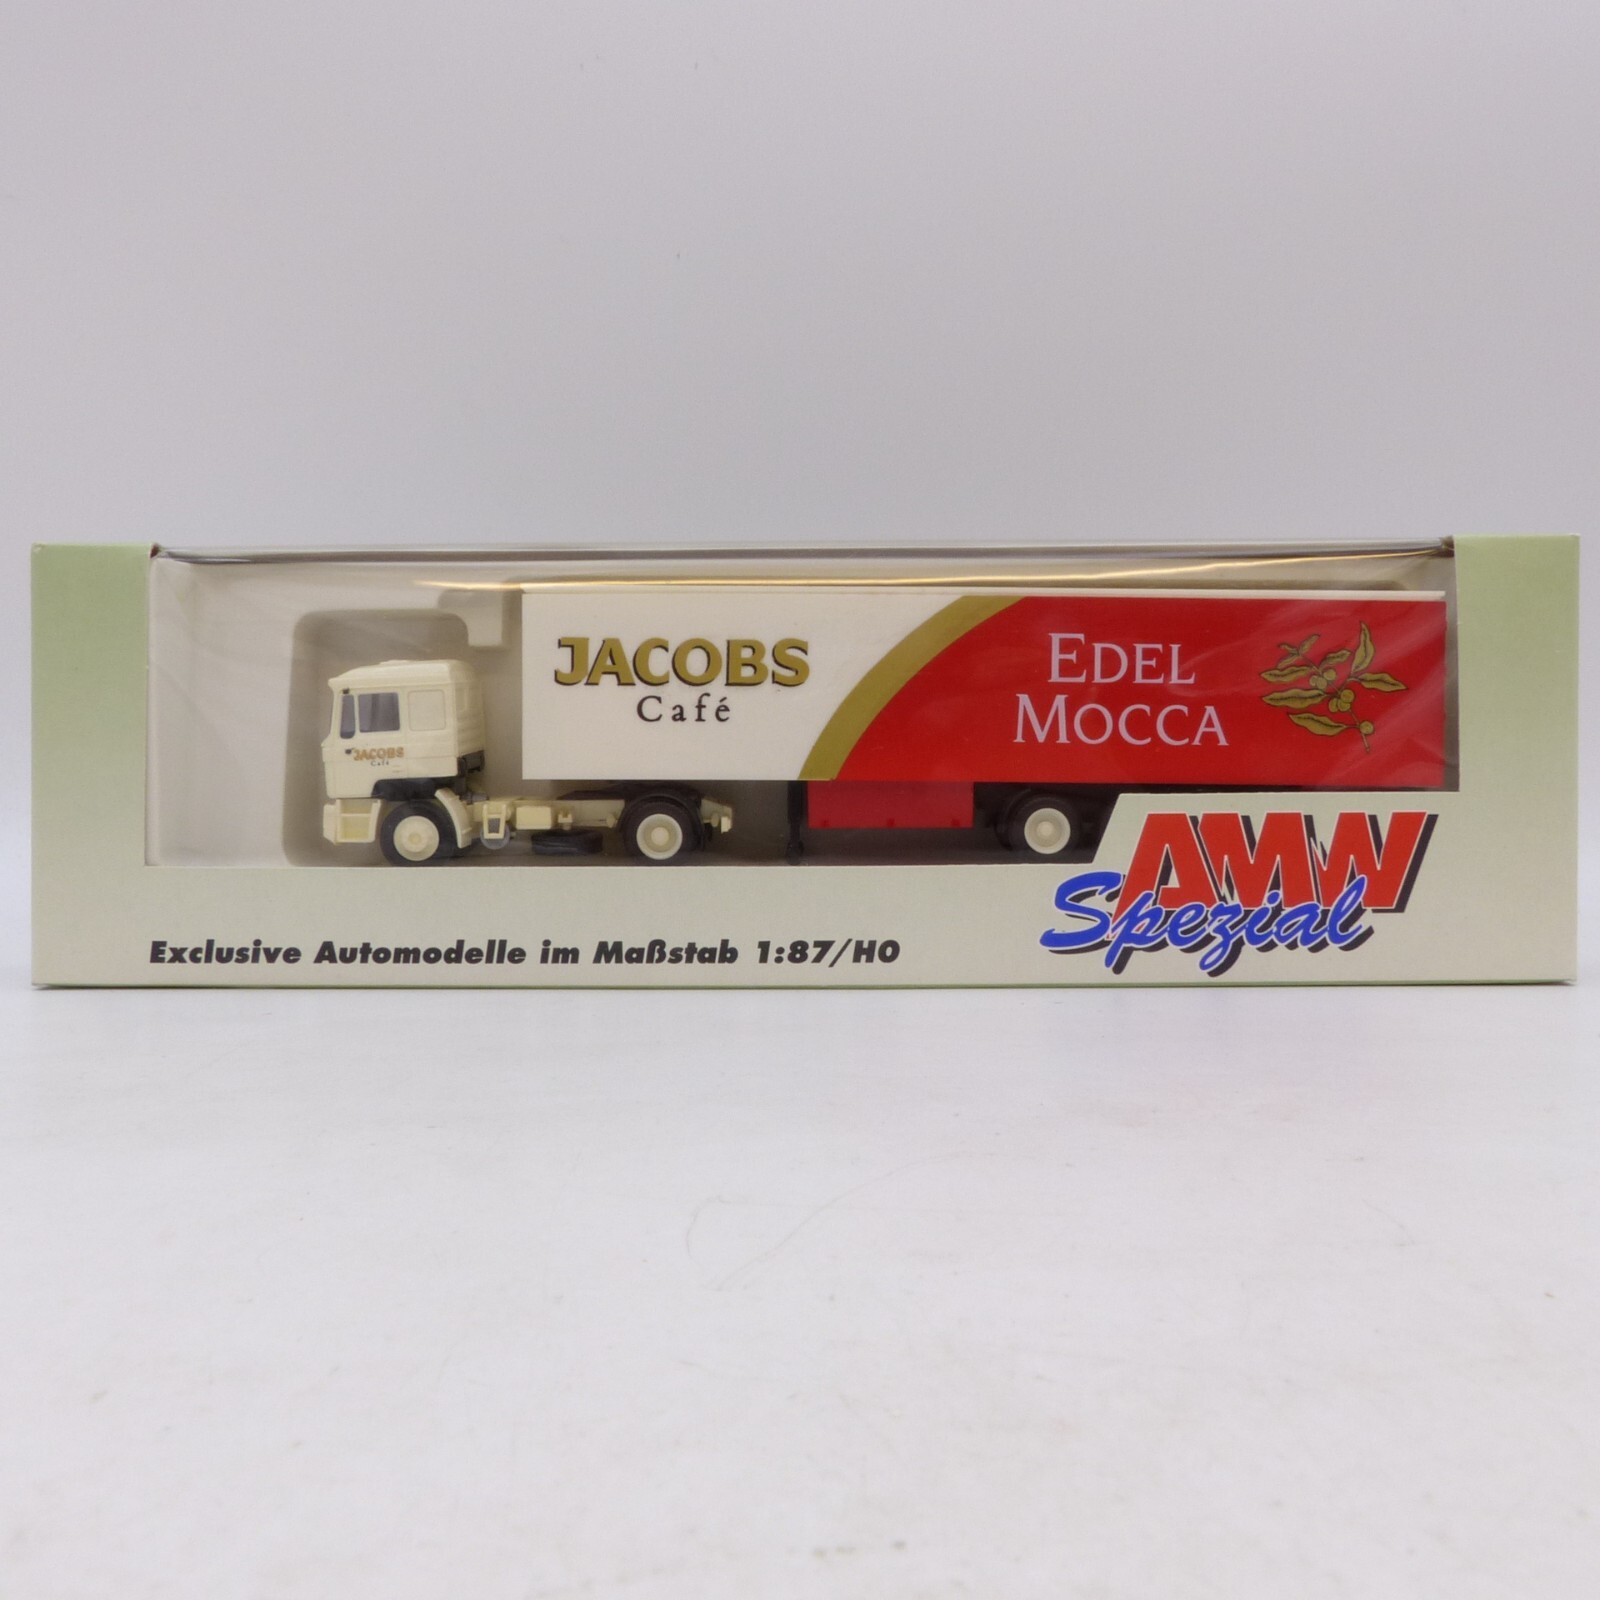 JACOBS
Café
EDEL
MOCCA
JACOBS
Café
AMW
Spezial
Exclusive Automodelle im Maßstab 1:87/H0